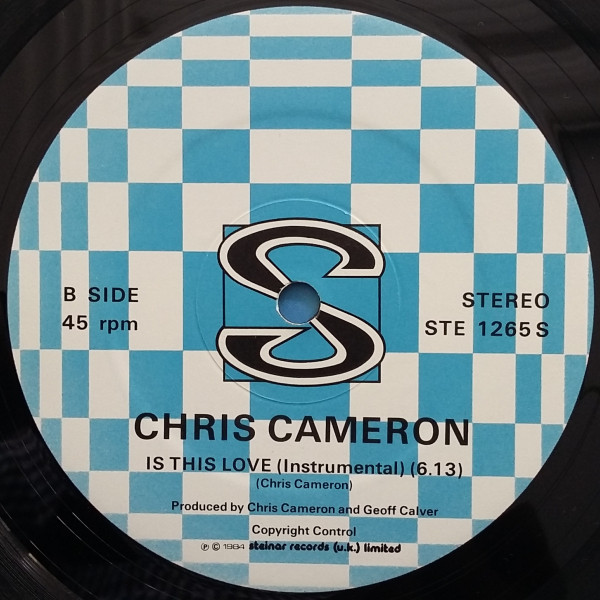 B SIDE
45 rpm
STEREO
STE 1265 S
S
CHRIS CAMERON
IS THIS LOVE (Instrumental) (6.13)
(Chris Cameron)
Produced by Chris Cameron and Geoff Calver
Copyright Control
℗ © 1984 steinar records (u.k.) limited